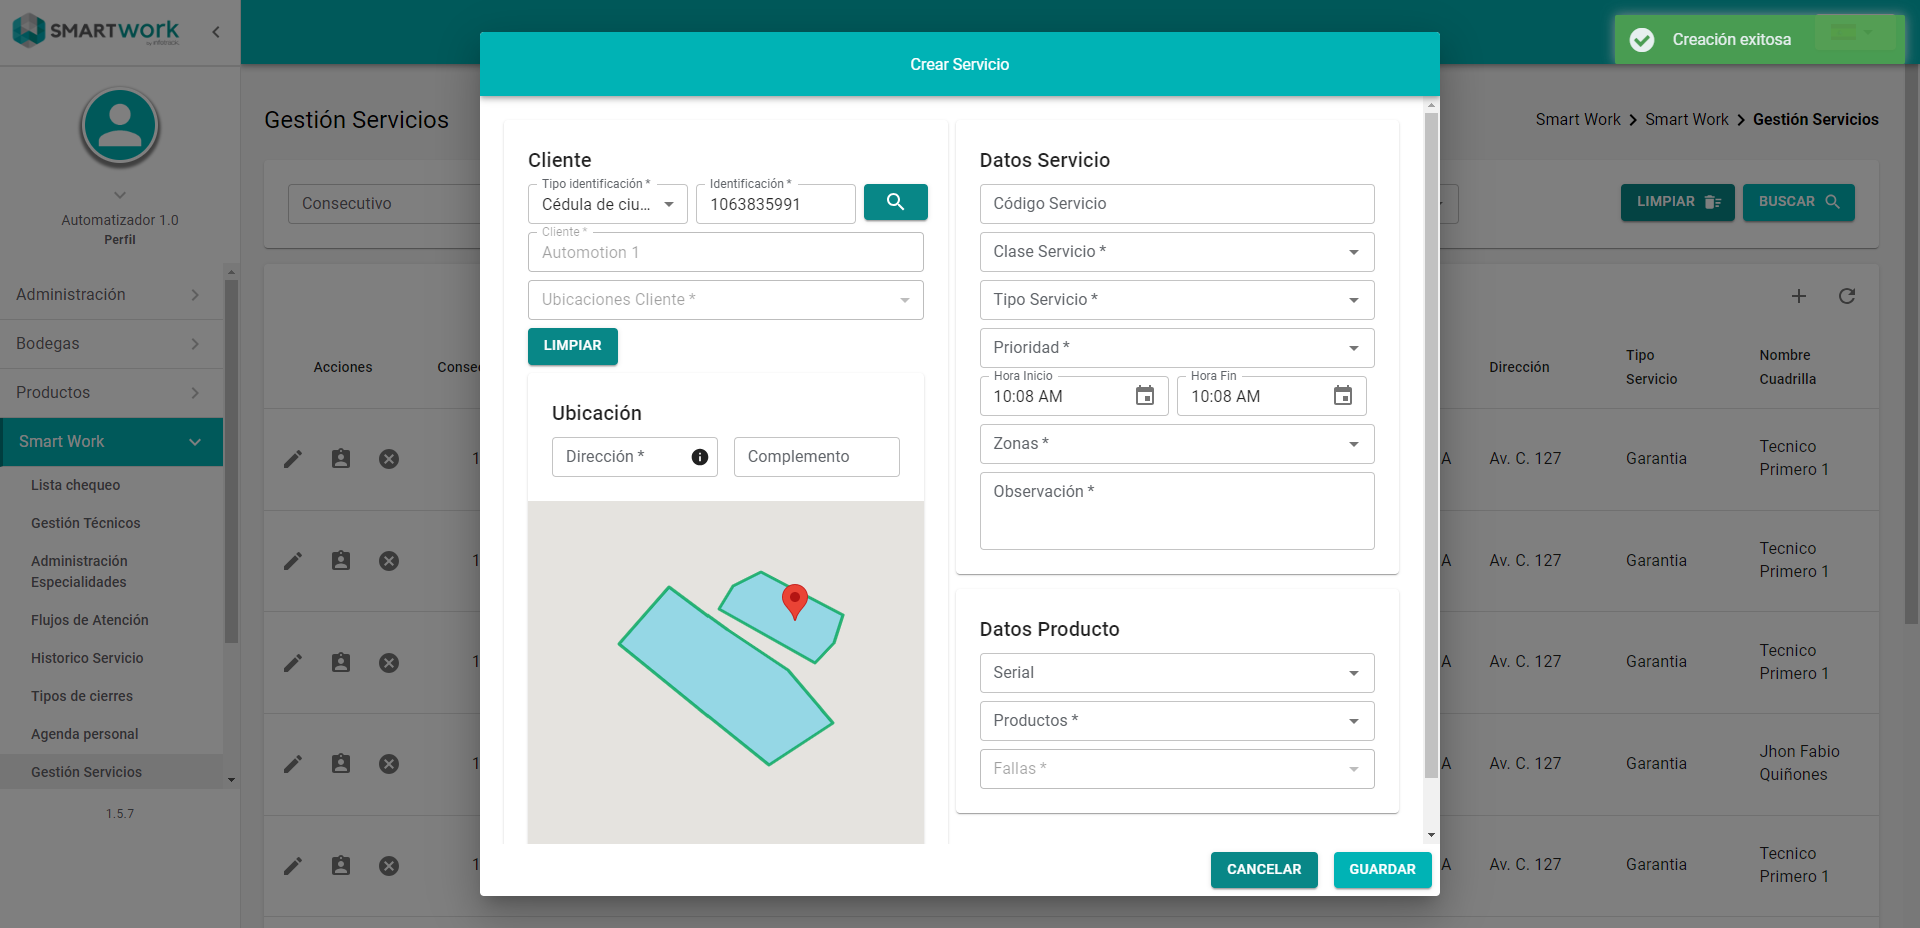 SMARTWORK
Creación exitosa
Crear Servicio
Gestión Servicios
Smart Work > Smart Work > Gestión Servicios
Automatizador 1.0
Perfil
Administración
Bodegas
Productos
Smart Work
Lista chequeo
Gestión Técnicos
Administración
Especialidades
Flujos de Atención
Historico Servicio
Tipos de cierres
Agenda personal
Gestión Servicios
1.5.7
Consecutivo
LIMPIAR
BUSCAR
Acciones
Consec
Dirección
Tipo
Servicio
Nombre
Cuadrilla
1
A
Av. C. 127
Garantia
Tecnico
Primero 1
1
A
Av. C. 127
Garantia
Tecnico
Primero 1
1
A
Av. C. 127
Garantia
Tecnico
Primero 1
1
A
Av. C. 127
Garantia
Jhon Fabio
Quiñones
1
A
Av. C. 127
Garantia
Tecnico
Primero 1
Cliente
Tipo identificación *
Cédula de ciu...
Identificación *
1063835991
Cliente *
Automotion 1
Ubicaciones Cliente *
LIMPIAR
Ubicación
Dirección *
Complemento
Datos Servicio
Código Servicio
Clase Servicio *
Tipo Servicio *
Prioridad *
Hora Inicio
10:08 AM
Hora Fin
10:08 AM
Zonas *
Observación *
Datos Producto
Serial
Productos *
Fallas *
CANCELAR
GUARDAR